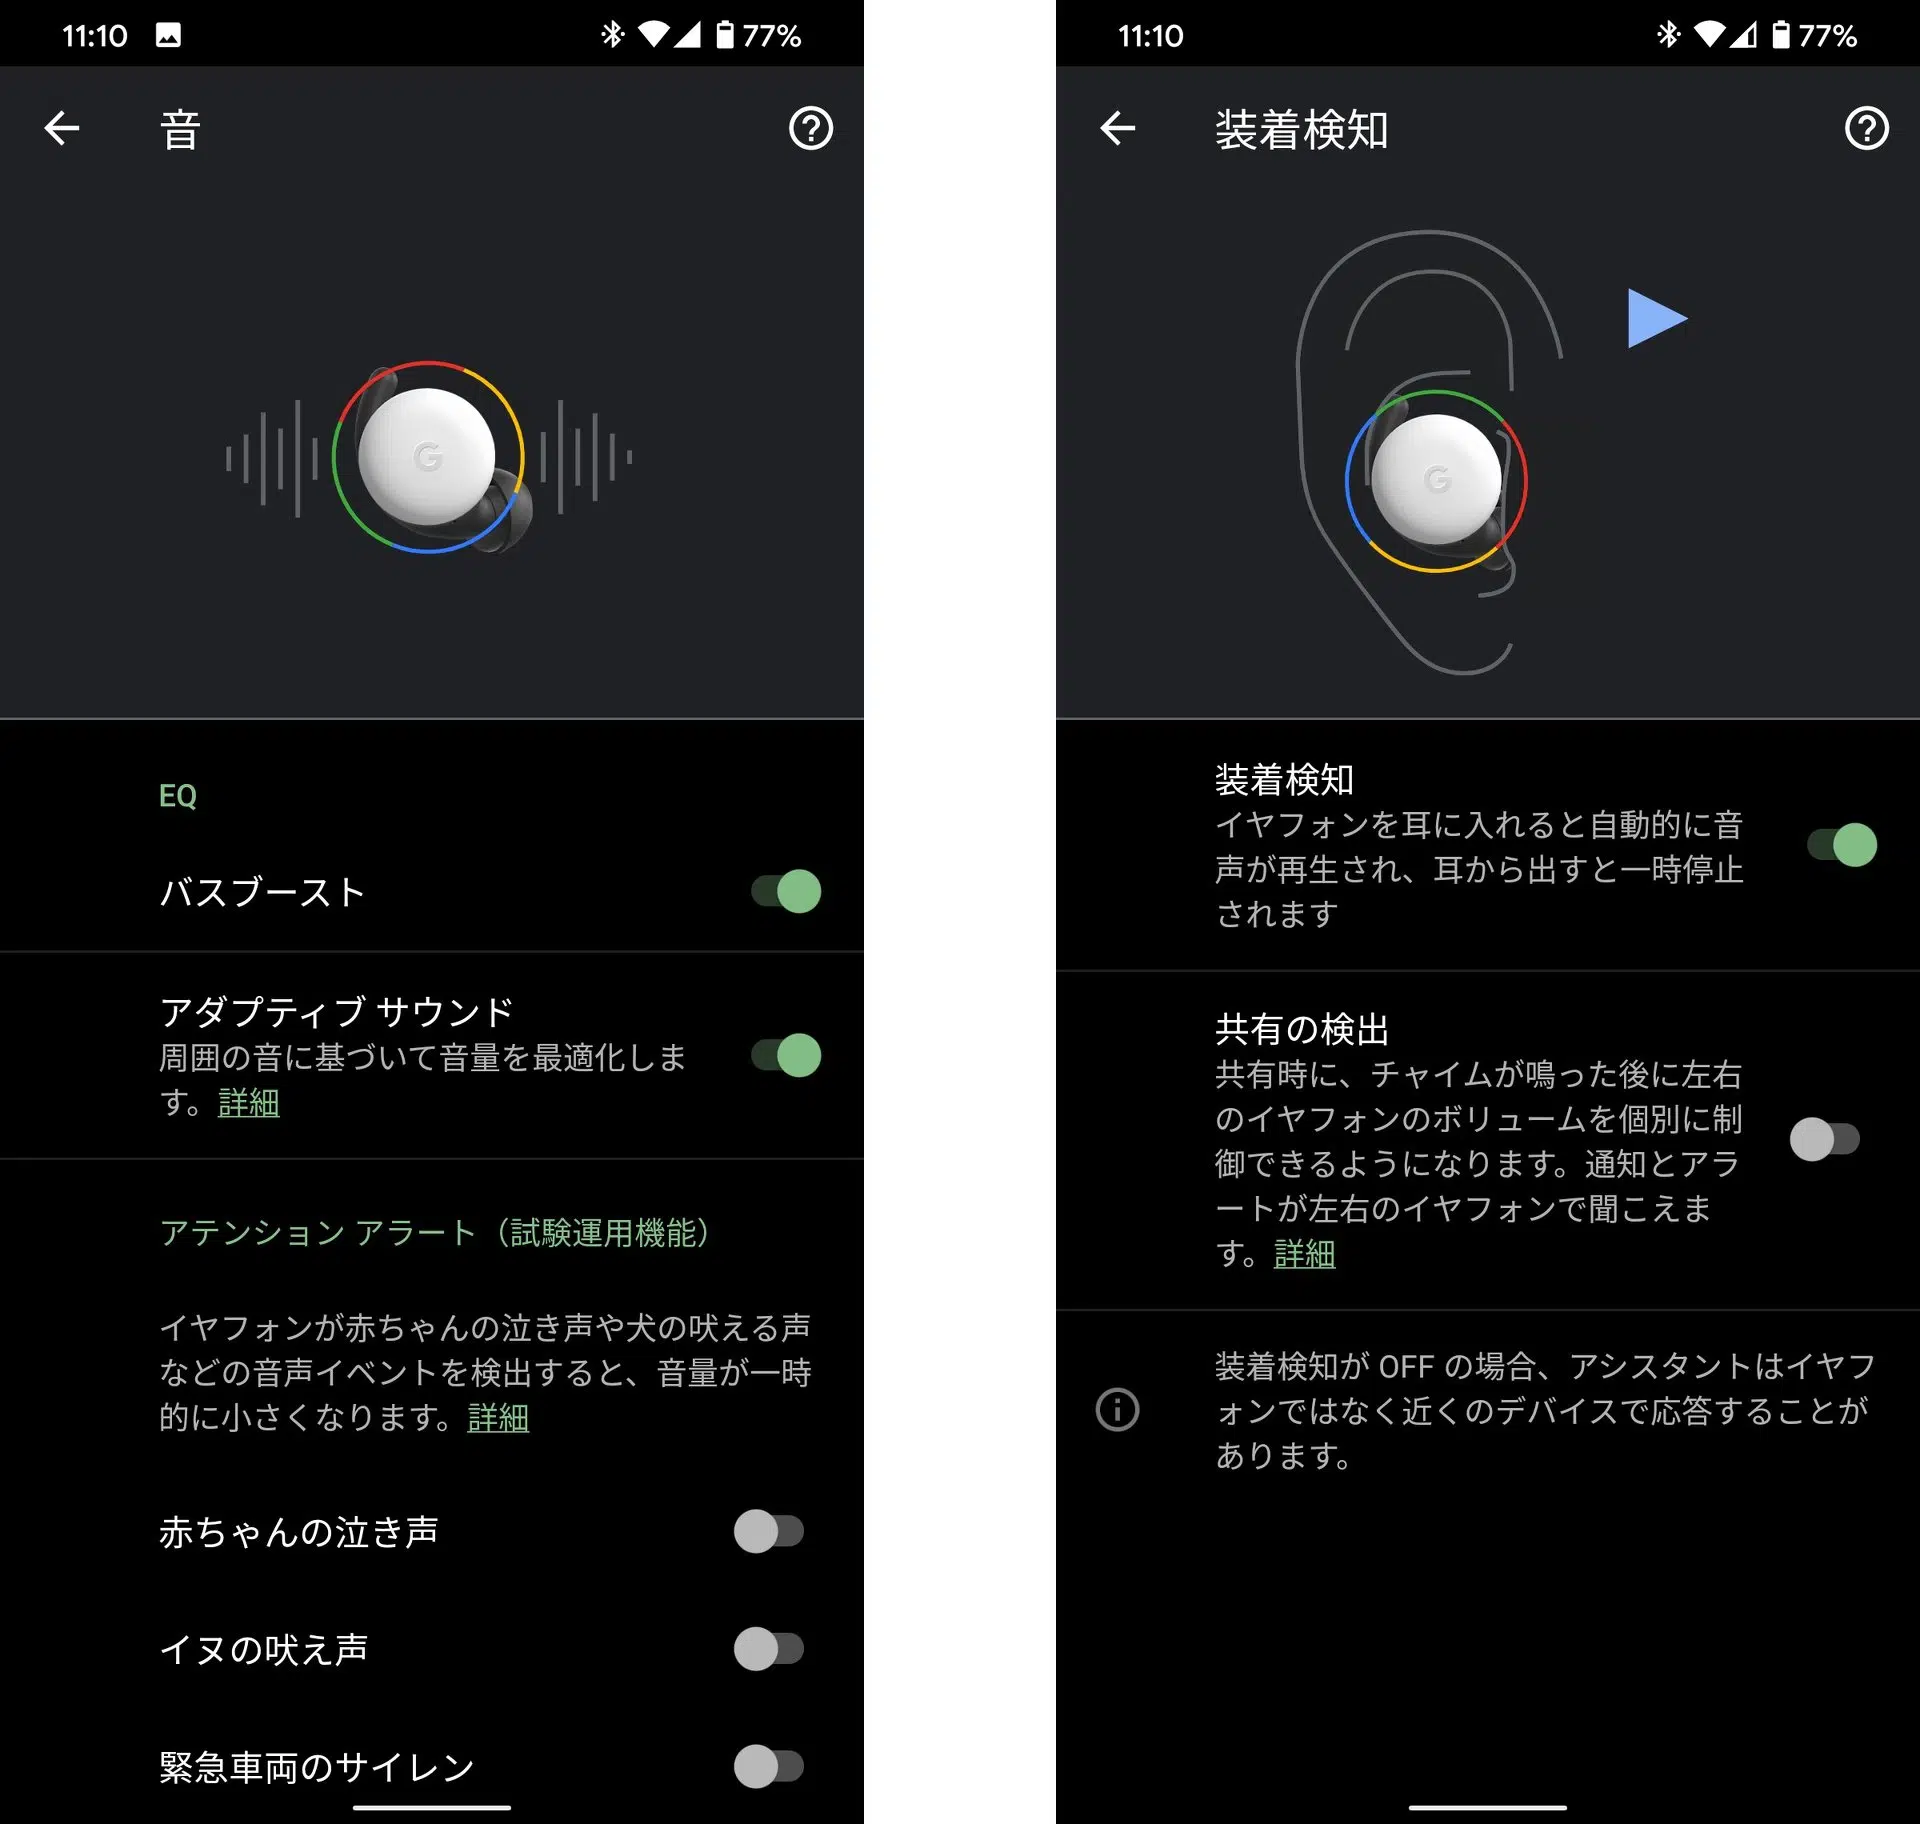 11:10
77%
音
G
EQ
バスブースト
アダプティブ サウンド
周囲の音に基づいて音量を最適化しま
す。詳細
アテンション アラート（試験運用機能）
イヤフォンが赤ちゃんの泣き声や犬の吠える声
などの音声イベントを検出すると、音量が一時
的に小さくなります。詳細
赤ちゃんの泣き声
イヌの吠え声
緊急車両のサイレン
11:10
77%
装着検知
G
装着検知
イヤフォンを耳に入れると自動的に音
声が再生され、耳から出すと一時停止
されます
共有の検出
共有時に、チャイムが鳴った後に左右
のイヤフォンのボリュームを個別に制
御できるようになります。通知とアラ
ートが左右のイヤフォンで聞こえま
す。詳細
装着検知が OFF の場合、アシスタントはイヤフ
ォンではなく近くのデバイスで応答することが
あります。